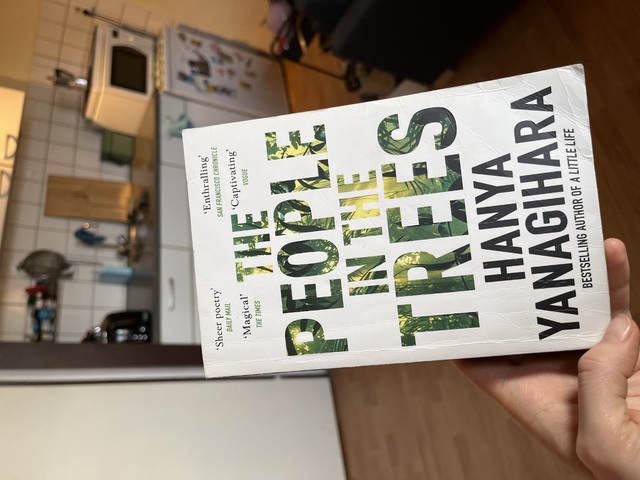 'Sheer poetry'
DAILY MAIL
'Enthralling'
SAN FRANCISCO CHRONICLE
'Magical'
THE TIMES
'Captivating'
VOGUE
THE
PEOPLE
IN THE
TREES
HANYA
YANAGIHARA
BESTSELLING AUTHOR OF A LITTLE LIFE